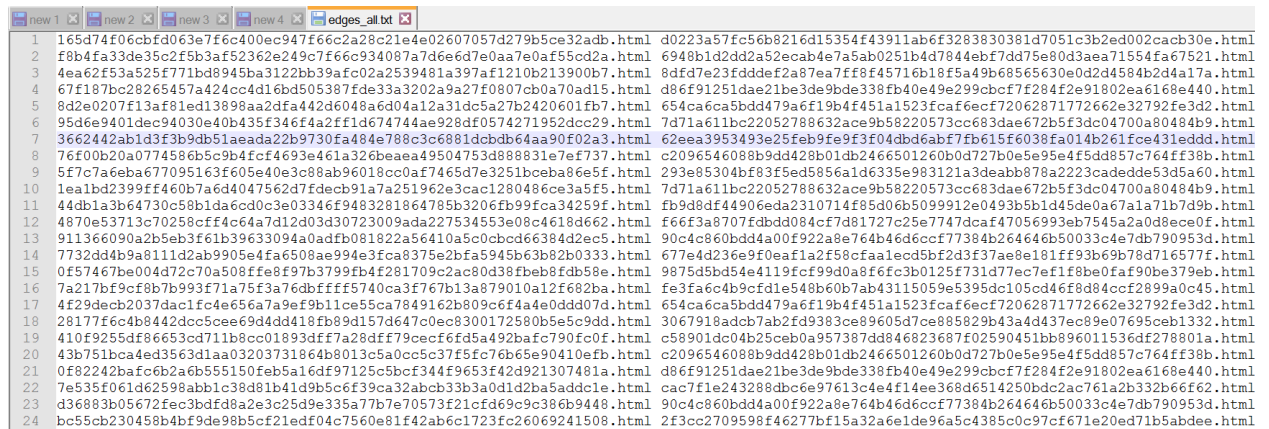 new 1 new 2 new 3 new 4 edges_all.txt
1 165d74f06cbfd063e7f6c400ec947f66c2a28c21e4e02607057d279b5ce32adb.html d0223a57fc56b8216d15354f43911ab6f3283830381d7051c3b2ed002cacb30e.html
2 f8b4fa33de35c2f5b3af52362e249c7f66c934087a7d6e6d7e0aa7e0af55cd2a.html 6948b1d2dd2a52ecab4e7a5ab0251b4d7844ebf7dd75e80d3aea71554fa67521.html
3 4ea62f53a525f771bd8945ba3122bb39afc02a2539481a397af1210b213900b7.html 8dfd7e23fdddef2a87ea7ff8f45716b18f5a49b68565630e0d2d4584b2d4a17a.html
4 67f187bc28265457a424cc4d16bd505387fde33a3202a9a27f0807cb0a70ad15.html d86f91251dae21be3de9bde338fb40e49e299cbcf7f284f2e91802ea6168e440.html
5 8d2e0207f13af81ed13898aa2dfa442d6048a6d04a12a31dc5a27b2420601fb7.html 654ca6ca5bdd479a6f19b4f451a1523fcaf6ecf72062871772662e32792fe3d2.html
6 95d6e9401dec94030e40b435f346f4a2ff1d674744ae928df0574271952dcc29.html 7d71a611bc22052788632ace9b58220573cc683dae672b5f3dc04700a80484b9.html
7 3662442ab1d3f3b9db51aeada22b9730fa484e788c3c6881dcbdb64aa90f02a3.html 62eea3953493e25feb9fe9f3f04dbd6abf7fb615f6038fa014b261fce431eddd.html
8 76f00b20a0774586b5c9b4fcf4693e461a326beaea49504753d888831e7ef737.html c2096546088b9dd428b01db2466501260b0d727b0e5e95e4f5dd857c764ff38b.html
9 5f7c7a6eba677095163f605e40e3c88ab96018cc0af7465d7e3251bceba86e5f.html 293e85304bf83f5ed5856a1d6335e983121a3deabb878a2223cadedde53d5a60.html
10 1ea1bd2399ff460b7a6d4047562d7fdecb91a7a251962e3cac1280486ce3a5f5.html 7d71a611bc22052788632ace9b58220573cc683dae672b5f3dc04700a80484b9.html
11 44db1a3b64730c58b1da6cd0c3e03346f9483281864785b3206fb99fca34259f.html fb9d8df44906eda2310714f85d06b5099912e0493b5b1d45de0a67a1a71b7d9b.html
12 4870e53713c70258cff4c64a7d12d03d30723009ada227534553e08c4618d662.html f66f3a8707fdbdd084cf7d81727c25e7747dcaf47056993eb7545a2a0d8ece0f.html
13 911366090a2b5eb3f61b39633094a0adfb081822a56410a5c0cbcd66384d2ec5.html 90c4c860bdd4a00f922a8e764b46d6ccf77384b264646b50033c4e7db790953d.html
14 7732dd4b9a8111d2ab9905e4fa6508ae994e3fca8375e2bfa5945b63b82b0333.html 677e4d236e9f0eaf1a2f58cfaa1ecd5bf2d3f37ae8e181ff93b69b78d716577f.html
15 0f57467be004d72c70a508ffe8f97b3799fb4f281709c2ac80d38fbeb8fdb58e.html 9875d5bd54e4119fcf99d0a8f6fc3b0125f731d77ec7ef1f8be0faf90be379eb.html
16 7a217bf9cf8b7b993f71a75f3a76dbffff5740ca3f767b13a879010a12f682ba.html fe3fa6c4b9cfd1e548b60b7ab43115059e5395dc105cd46f8d84ccf2899a0c45.html
17 4f29decb2037dac1fc4e656a7a9ef9b11ce55ca7849162b809c6f4a4e0ddd07d.html 654ca6ca5bdd479a6f19b4f451a1523fcaf6ecf72062871772662e32792fe3d2.html
18 28177f6c4b8442dcc5cee69d4dd418fb89d157d647c0ec8300172580b5e5c9dd.html 3067918adcb7ab2fd9383ce89605d7ce885829b43a4d437ec89e07695ceb1332.html
19 410f9255df86653cd711b8cc01893dff7a28dff79cecf6fd5a492bafc790fc0f.html c58901dc04b25ceb0a957387dd846823687f02590451bb896011536df278801a.html
20 43b751bca4ed3563d1aa03203731864b8013c5a0cc5c37f5fc76b65e90410efb.html c2096546088b9dd428b01db2466501260b0d727b0e5e95e4f5dd857c764ff38b.html
21 0f82242bafc6b2a6b555150feb5a16df97125c5bcf344f9653f42d921307481a.html d86f91251dae21be3de9bde338fb40e49e299cbcf7f284f2e91802ea6168e440.html
22 7e535f061d62598abb1c38d81b41d9b5c6f39ca32abcb33b3a0d1d2ba5addc1e.html cac7f1e243288dbc6e97613c4e4f14ee368d6514250bdc2ac761a2b332b66f62.html
23 d36883b05672fec3bdfd8a2e3c25d9e335a77b7e70573f21cfd69c9c386b9448.html 90c4c860bdd4a00f922a8e764b46d6ccf77384b264646b50033c4e7db790953d.html
24 bc55cb230458b4bf9de98b5cf21edf04c7560e81f42ab6c1723fc26069241508.html 2f3cc2709598f46277bf15a32a6e1de96a5c4385c0c97cf671e20ed71b5abdee.html